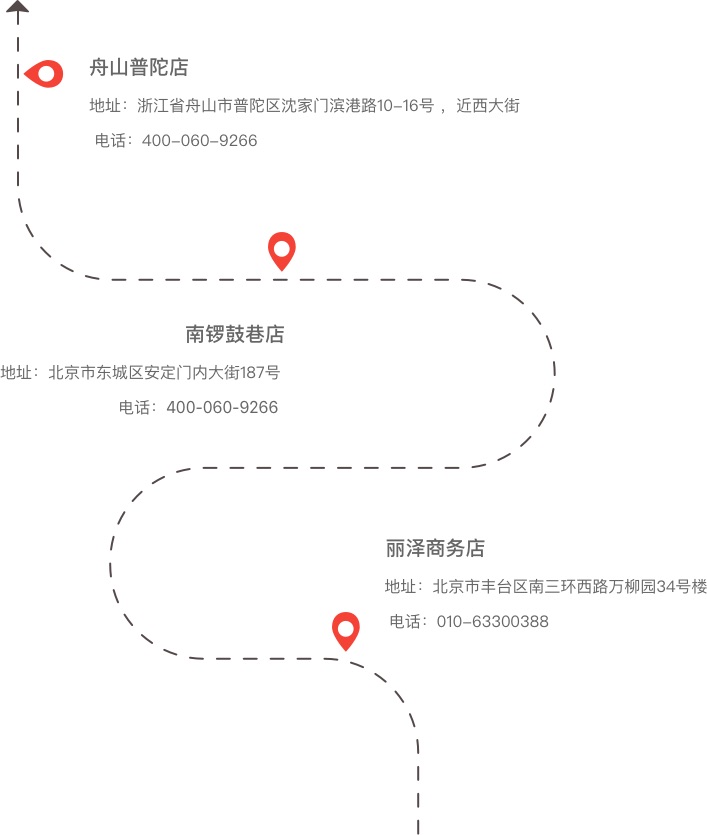 舟山普陀店
地址：浙江省舟山市普陀区沈家门滨港路10-16号 ，近西大街
电话：400-060-9266
南锣鼓巷店
地址：北京市东城区安定门内大街187号
电话：400-060-9266
丽泽商务店
地址：北京市丰台区南三环西路万柳园34号楼
电话：010-63300388